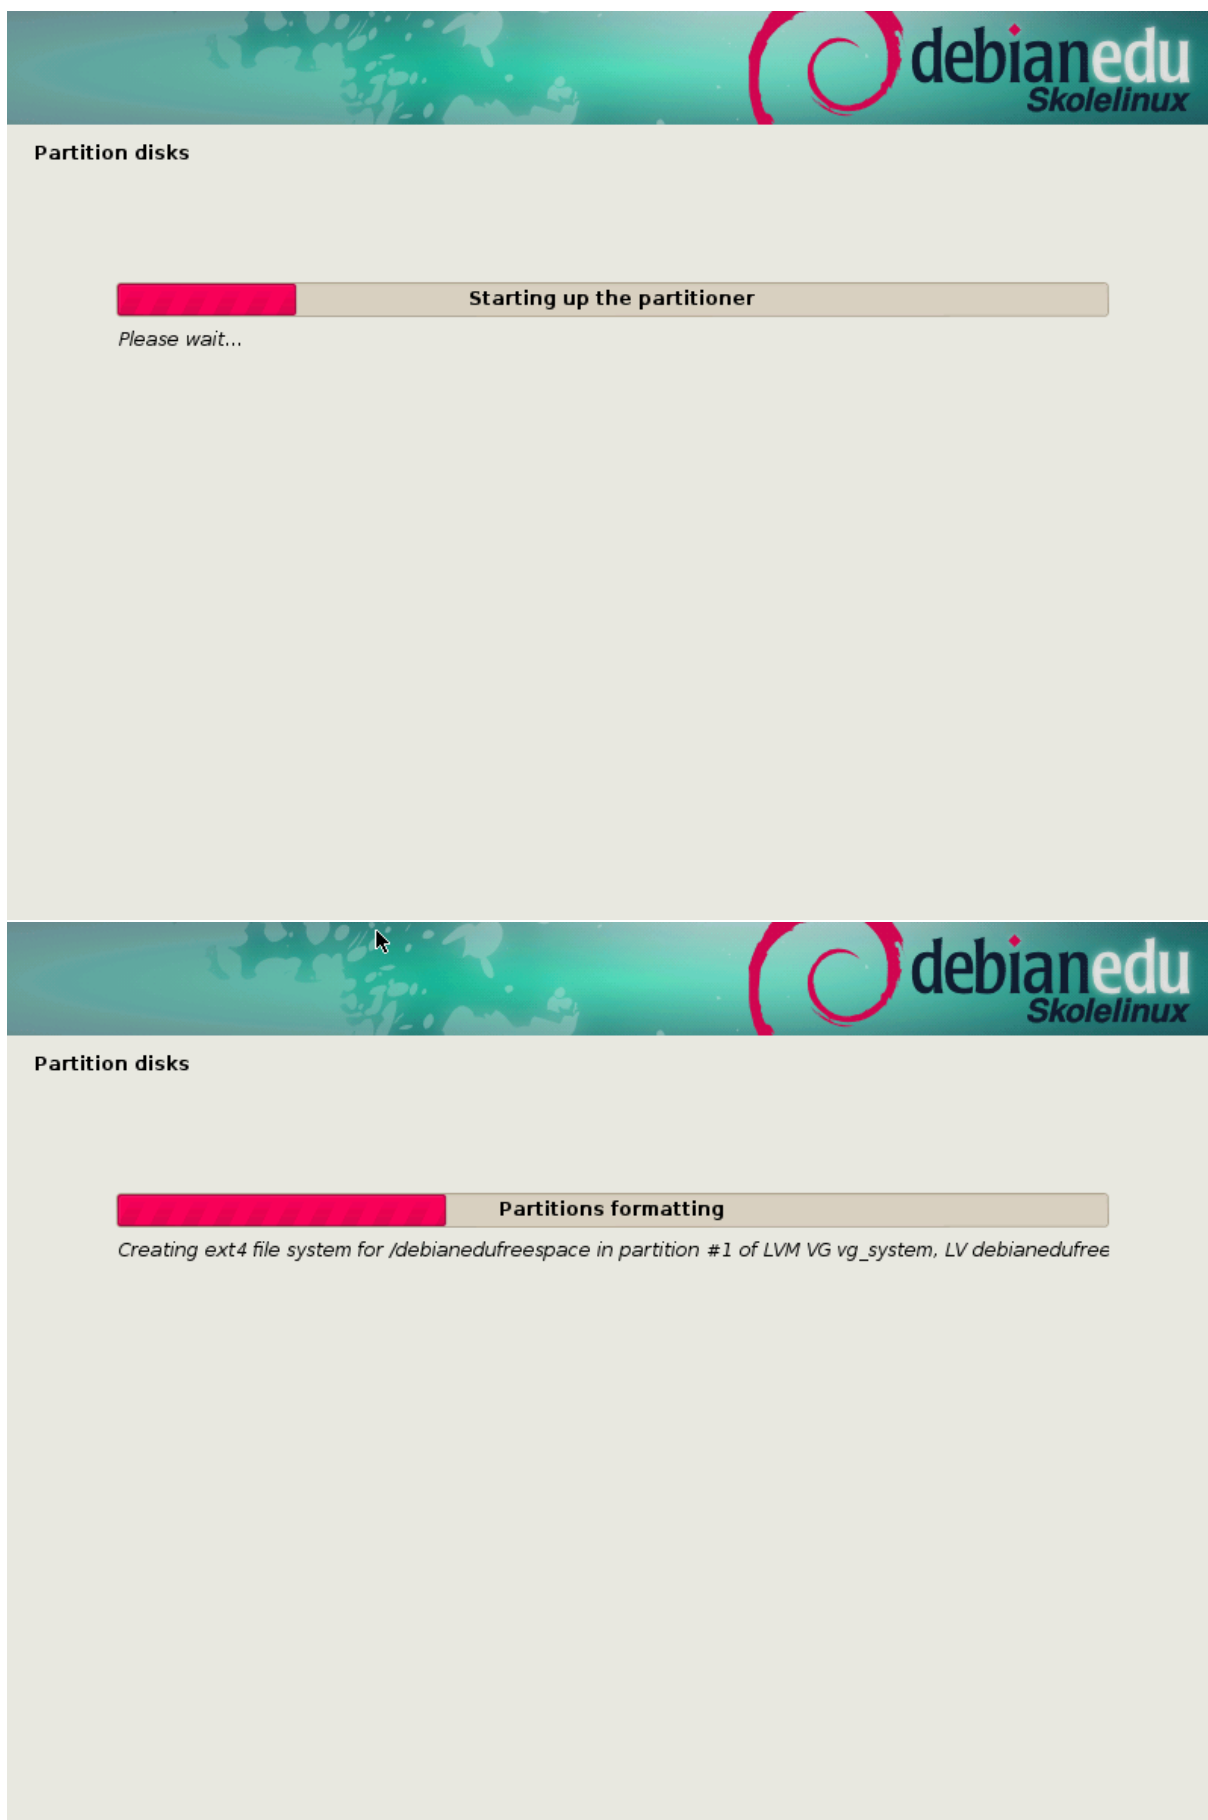 debianedu
Skolelinux
Partition disks
Starting up the partitioner
Please wait...
debianedu
Skolelinux
Partition disks
Partitions formatting
Creating ext4 file system for /debianedufreespace in partition #1 of LVM VG vg_system, LV debianedufree